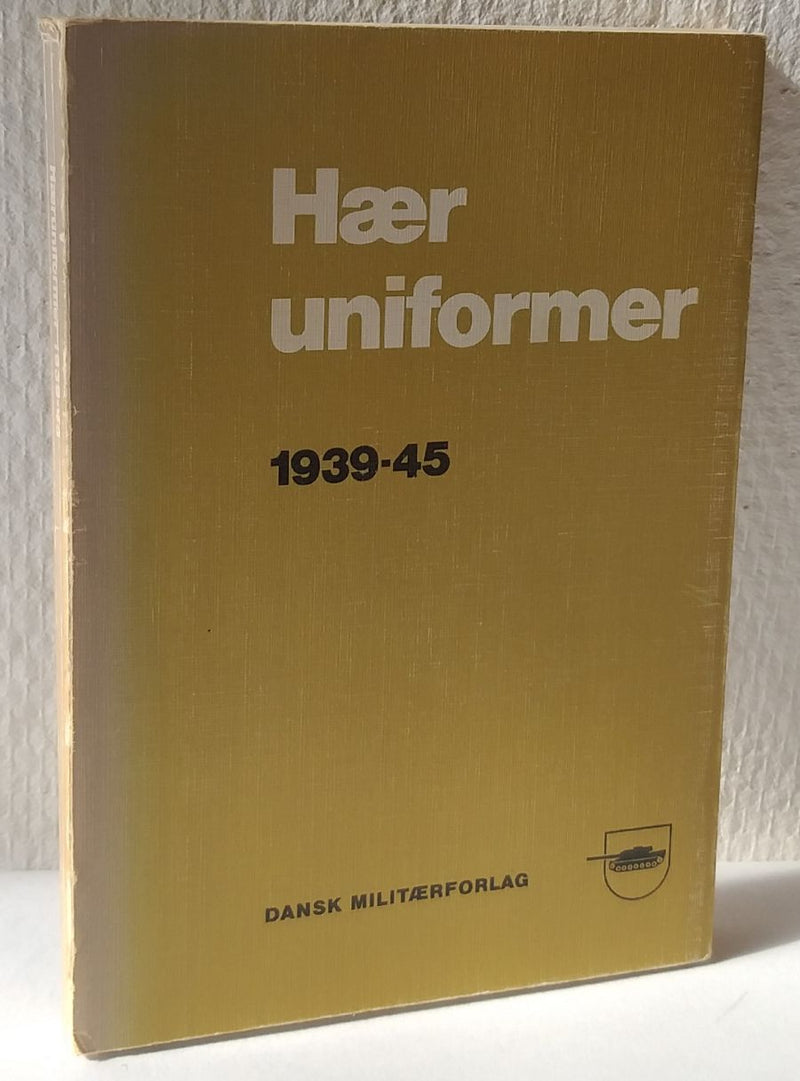 Hær
uniformer
1939-45
DANSK MILITÆRFORLAG